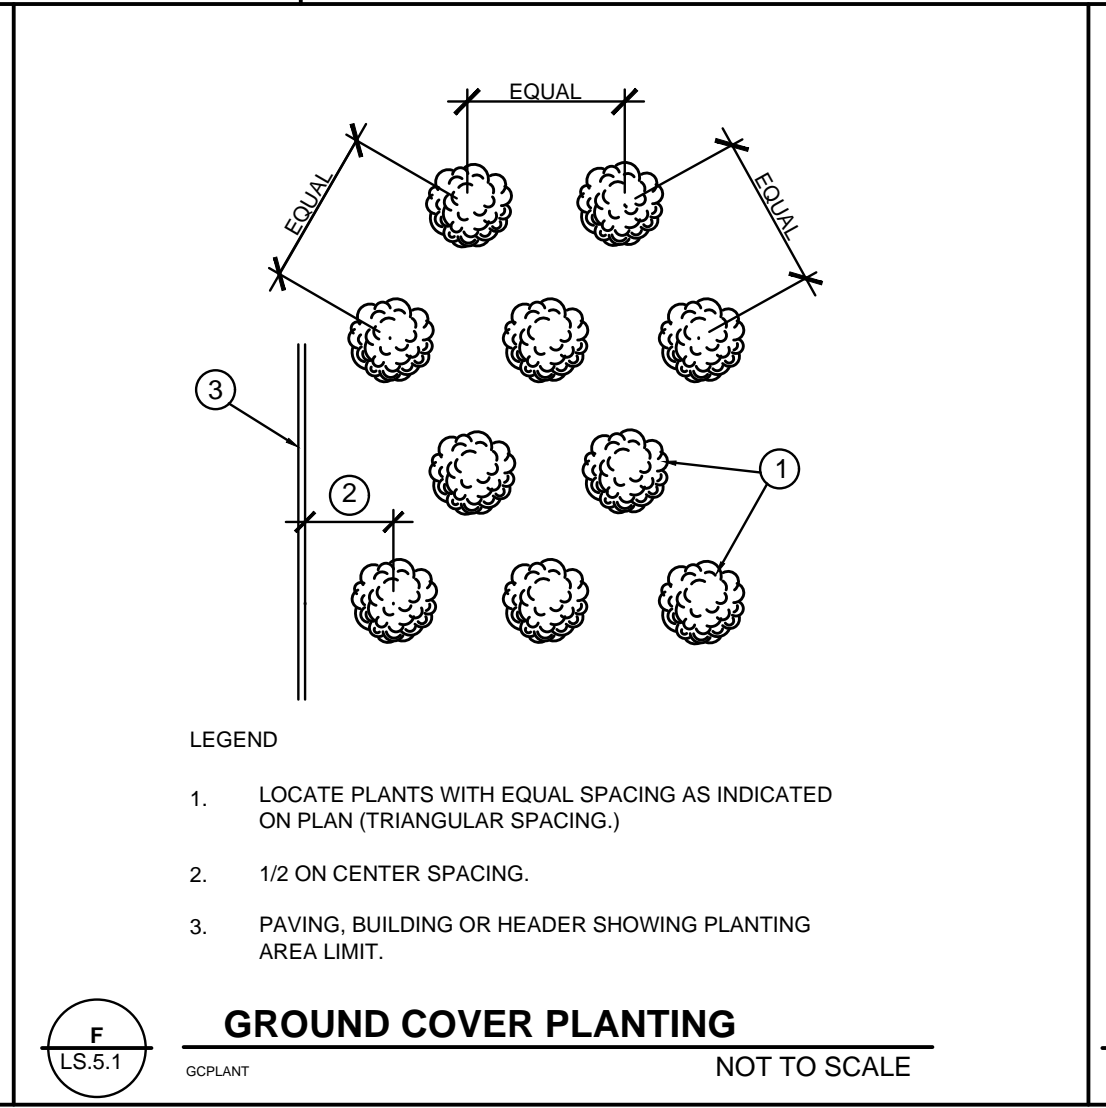 EQUAL
EQUAL
EQUAL
3
2
1
LEGEND
1. LOCATE PLANTS WITH EQUAL SPACING AS INDICATED
ON PLAN (TRIANGULAR SPACING.)
2. 1/2 ON CENTER SPACING.
3. PAVING, BUILDING OR HEADER SHOWING PLANTING
AREA LIMIT.
F
LS.5.1
GROUND COVER PLANTING
GCPLANT
NOT TO SCALE